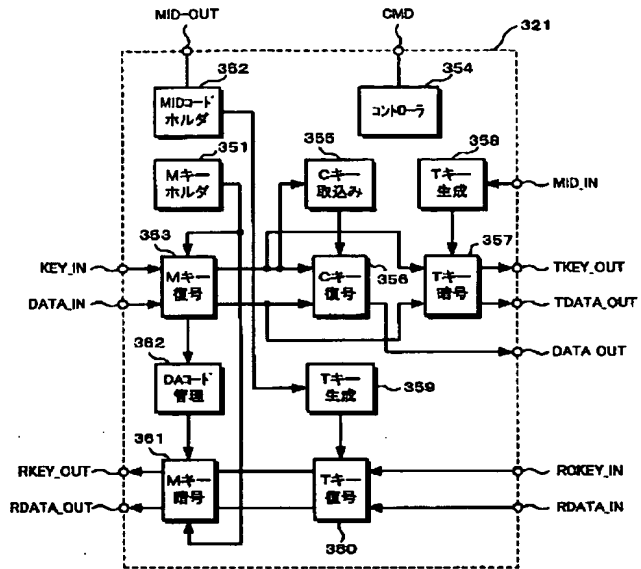 MID-OUT
CMD
321
352
354
MIDコード
ホルダ
コントローラ
351
355
358
Mキー
ホルダ
Cキー
取込み
Tキー
生成
MID_IN
353
357
KEY_IN
DATA_IN
Mキー
復号
Cキー
復号
356
Tキー
暗号
TKEY_OUT
TDATA_OUT
DATA OUT
362
DAコード
管理
Tキー
生成
359
361
RKEY_OUT
RDATA_OUT
Mキー
暗号
Tキー
復号
ROKEY_IN
RDATA_IN
360